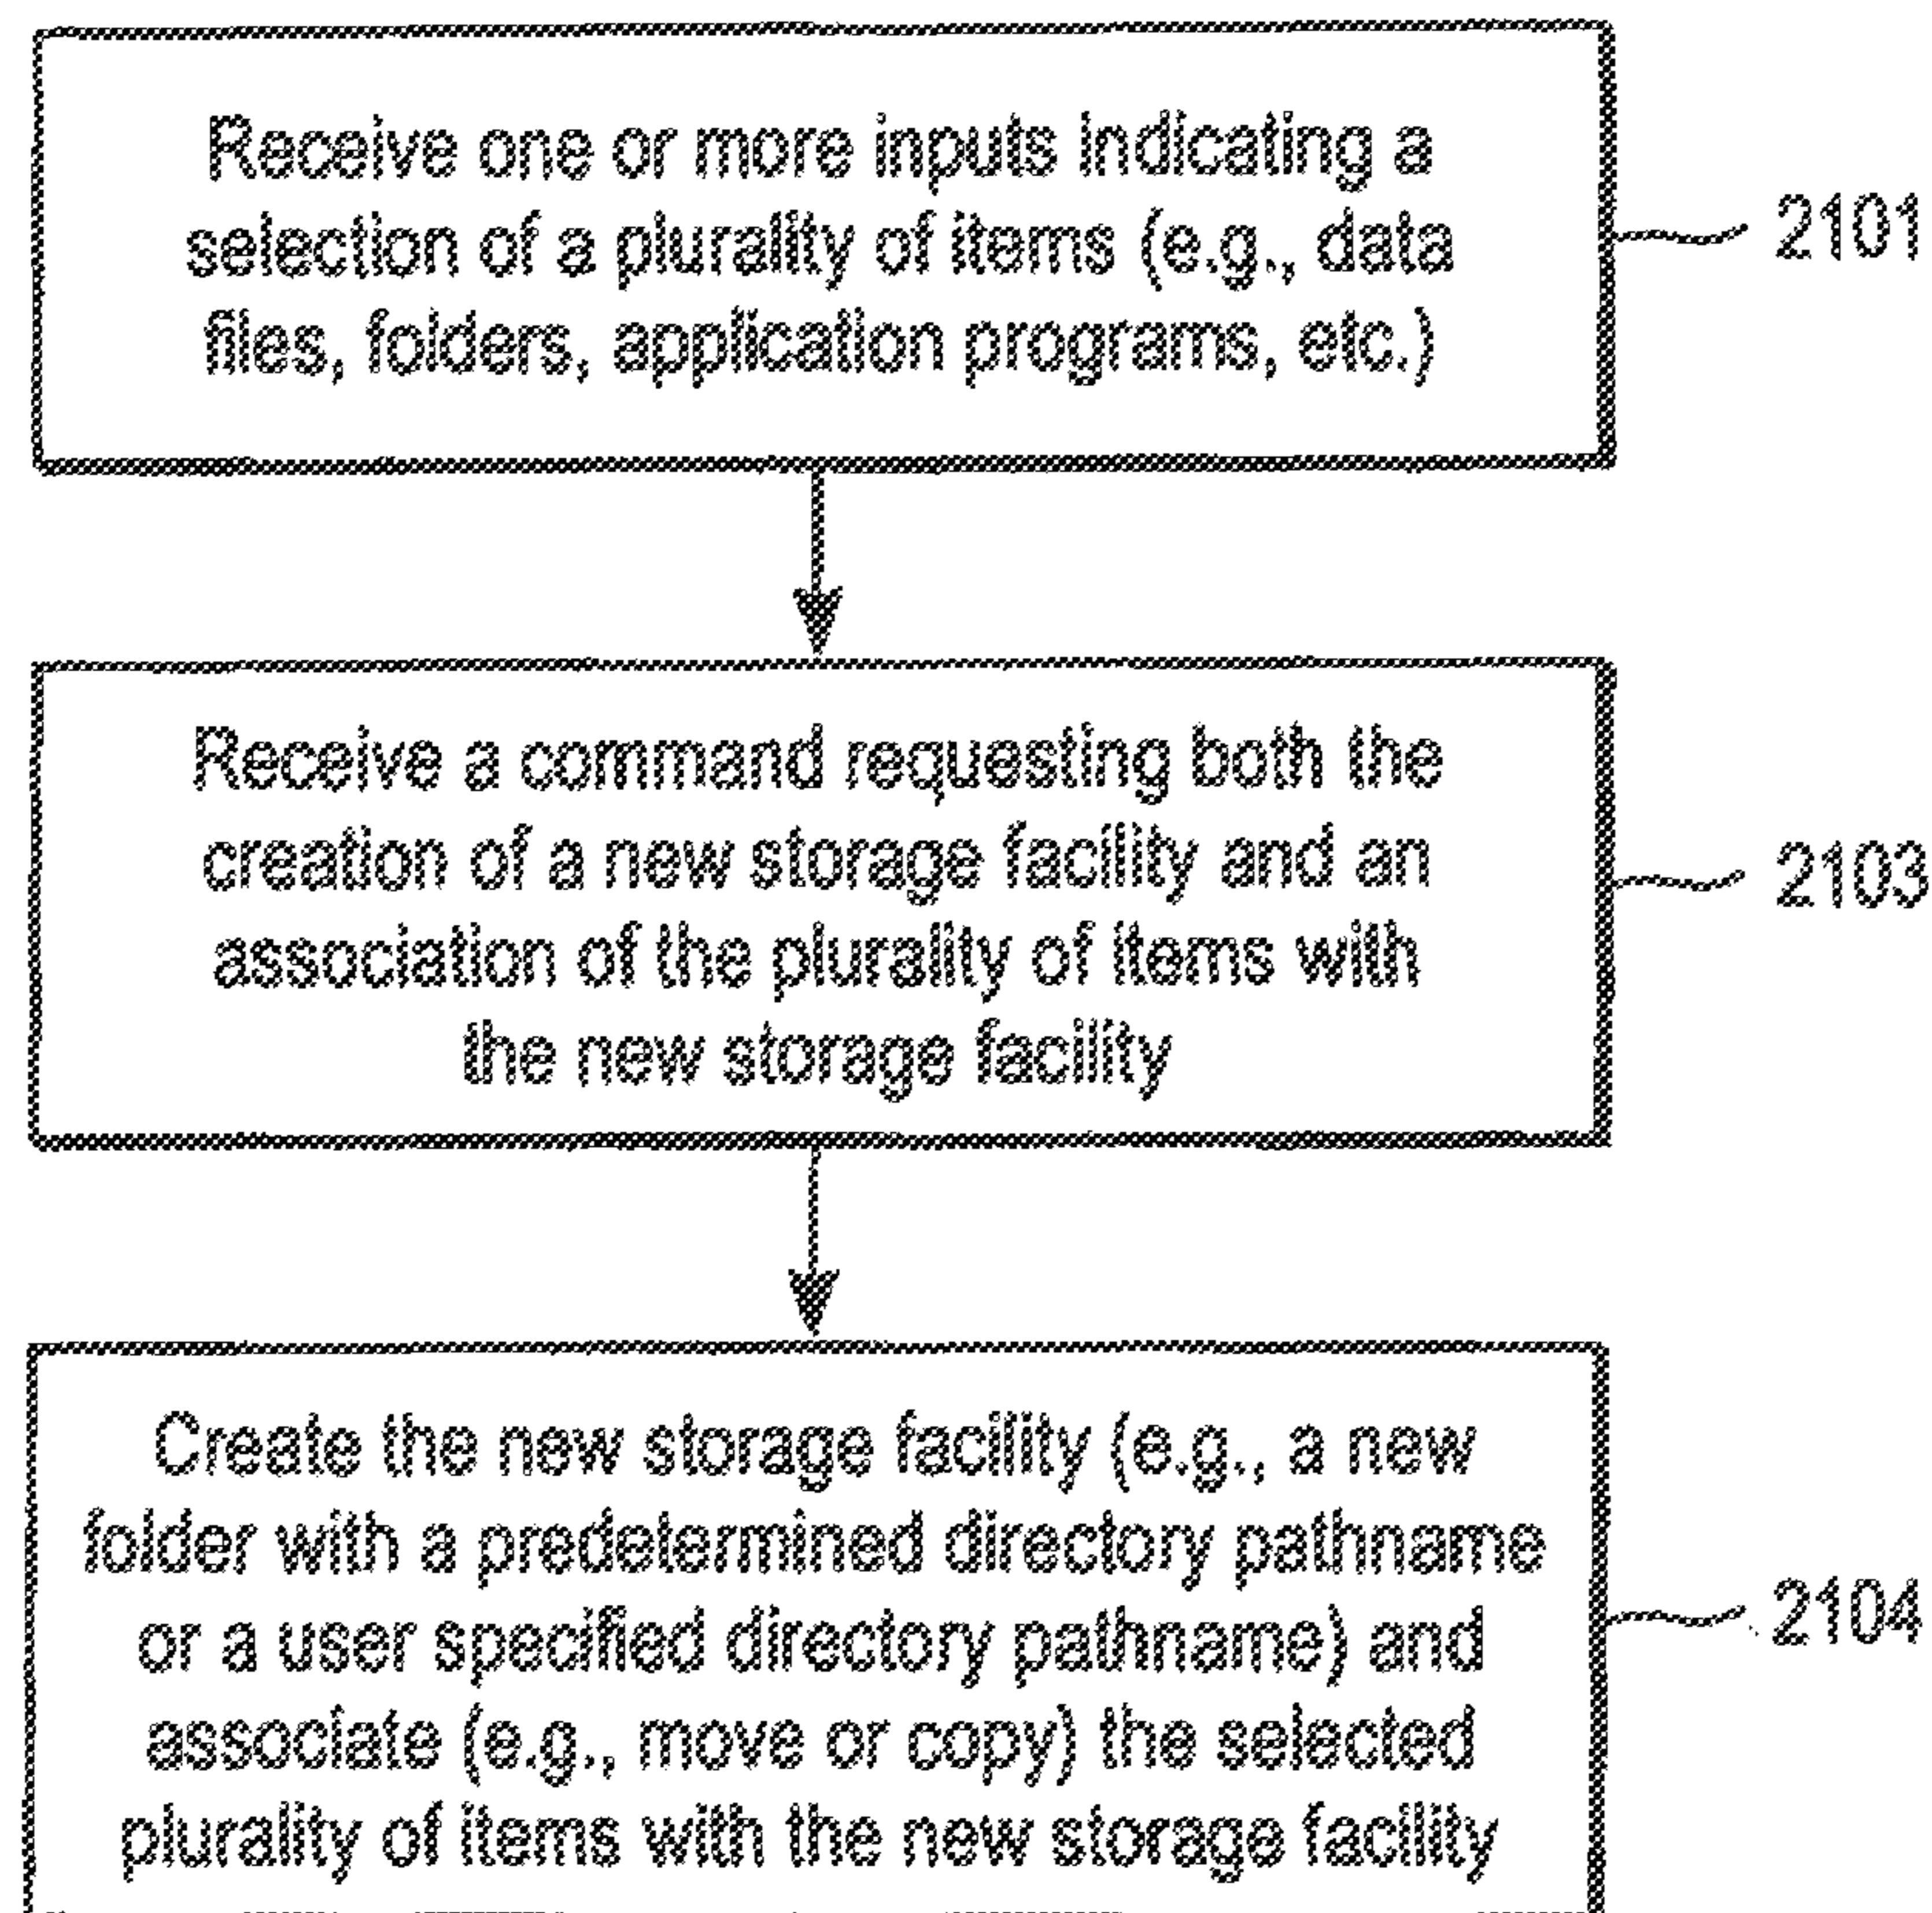 Receive one or more inputs indicating a
selection of a plurality of items (e.g., data
files, folders, application programs, etc.)
2101
Receive a command requesting both the
creation of a new storage facility and an
association of the plurality of items with
the new storage facility
2103
Create the new storage facility (e.g., a new
folder with a predetermined directory pathname
or a user specified directory pathname) and
associate (e.g., move or copy) the selected
plurality of items with the new storage facility
2104